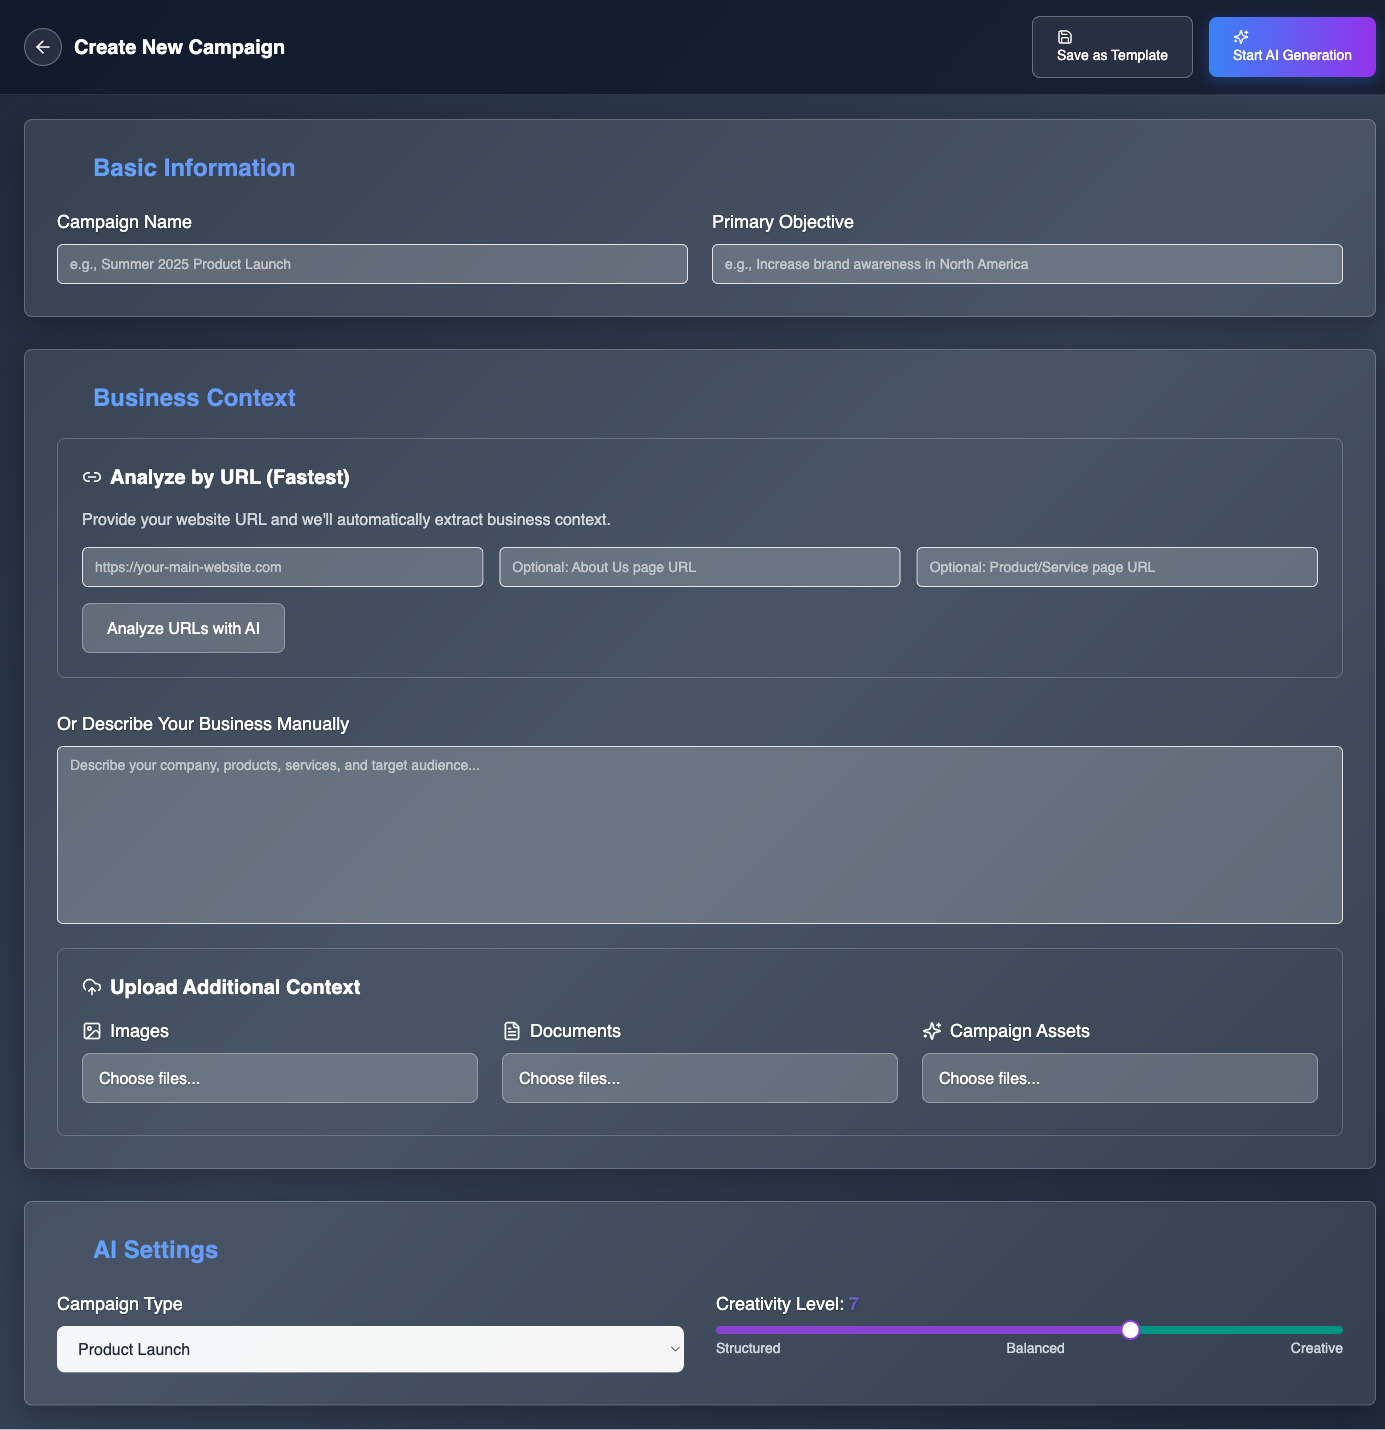 Create New Campaign
Save as Template
Start AI Generation
Basic Information
Campaign Name
Primary Objective
e.g., Summer 2025 Product Launch
e.g., Increase brand awareness in North America
Business Context
Analyze by URL (Fastest)
Provide your website URL and we'll automatically extract business context.
https://your-main-website.com
Optional: About Us page URL
Optional: Product/Service page URL
Analyze URLs with AI
Or Describe Your Business Manually
Describe your company, products, services, and target audience...
Upload Additional Context
Images
Documents
Campaign Assets
Choose files...
Choose files...
Choose files...
AI Settings
Campaign Type
Creativity Level: 7
Product Launch
Structured
Balanced
Creative